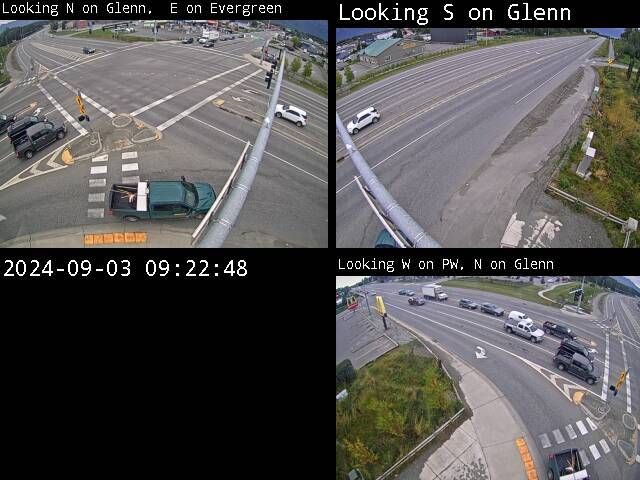 Looking N on Glenn, E on Evergreen
Looking S on Glenn
2024-09-03 09:22:48
Looking W on PW, N on Glenn